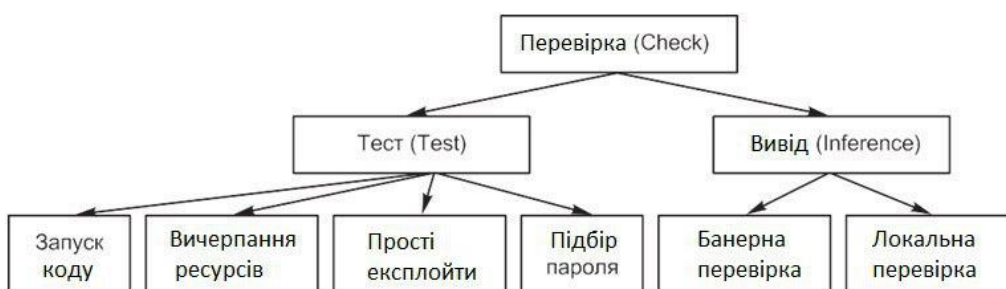 Перевірка (Check)
Тест (Test)
Вивід (Inference)
Запуск
коду
Вичерпання
ресурсів
Прості
експлойти
Підбір
пароля
Банерна
перевірка
Локальна
перевірка